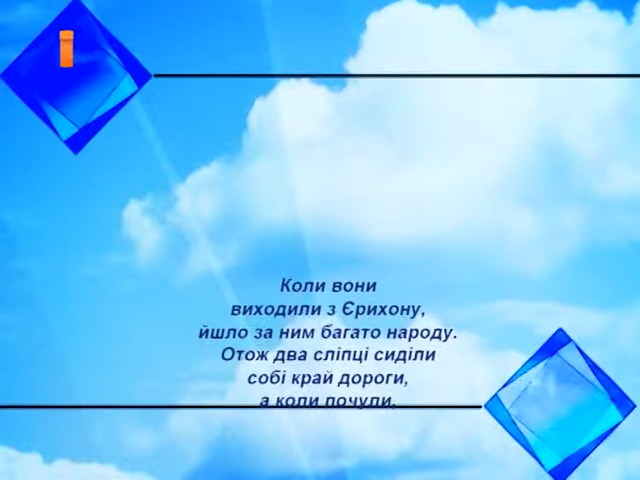 І
Коли вони
виходили з Єрихону,
йшло за ним багато народу.
Отож два сліпці сиділи
собі край дороги,
а коли почули,